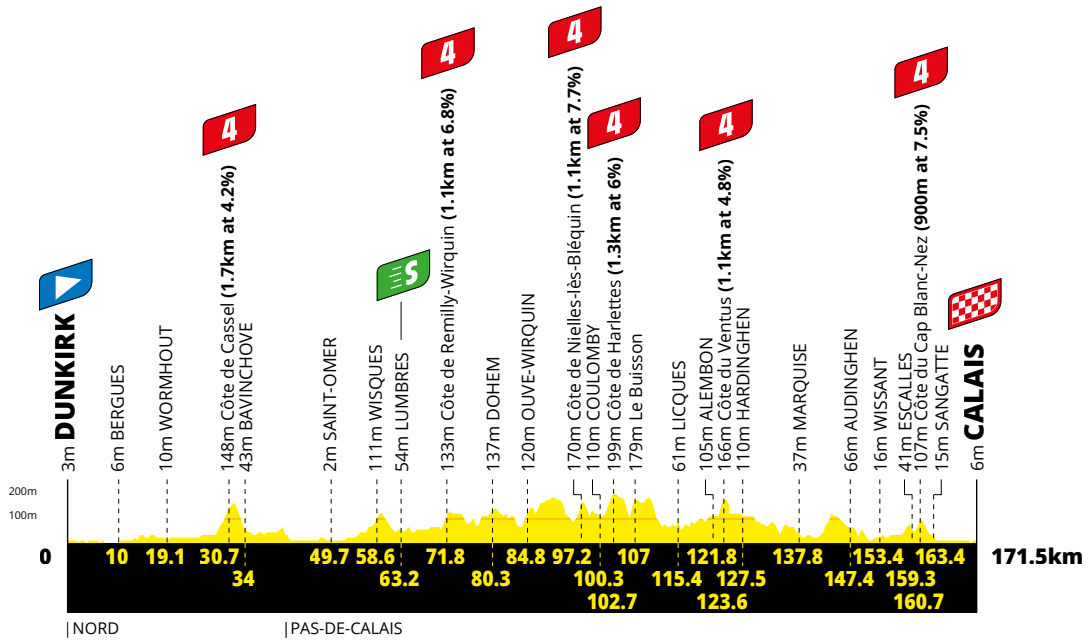 4
4
4
4
4
4
S
3m DUNKIRK
6m BERGUES
10m WORMHOUT
148m Côte de Cassel (1.7km at 4.2%)
43m BAVINCHOVE
2m SAINT-OMER
111m WISQUES
54m LUMBRES
133m Côte de Remilly-Wirquin (1.1km at 6.8%)
137m DOHEM
120m OUVE-WIRQUIN
170m Côte de Nielles-lès-Bléquin (1.1km at 7.7%)
110m COULOMBY
199m Côte de Harlettes (1.3km at 6%)
179m Le Buisson
61m LICQUES
105m ALEMBON
166m Côte du Ventus (1.1km at 4.8%)
110m HARDINGHEN
37m MARQUISE
66m AUDINGHEN
16m WISSANT
41m ESCALLES
107m Côte du Cap Blanc-Nez (900m at 7.5%)
15m SANGATTE
6m CALAIS
200m
100m
0 10 19.1 30.7 49.7 58.6 71.8 84.8 97.2 107 121.8 137.8 153.4 163.4 171.5km
34 63.2 80.3 100.3 115.4 127.5 147.4 159.3
102.7 123.6 160.7
|NORD |PAS-DE-CALAIS